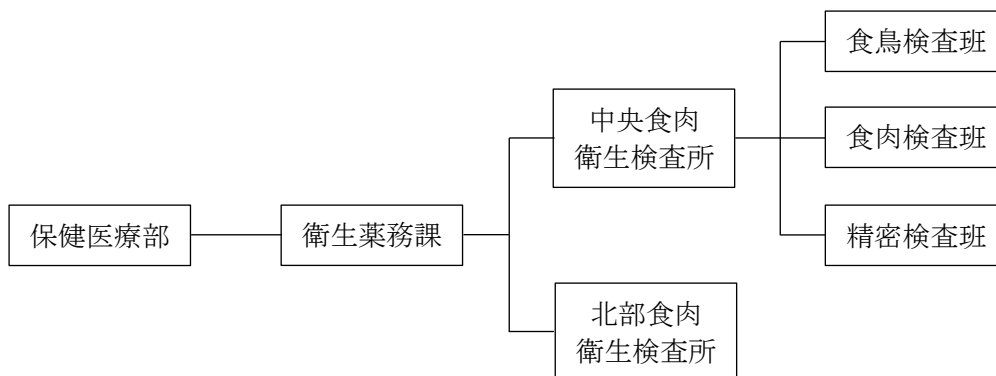 保健医療部
衛生薬務課
中央食肉
衛生検査所
北部食肉
衛生検査所
食鳥検査班
食肉検査班
精密検査班